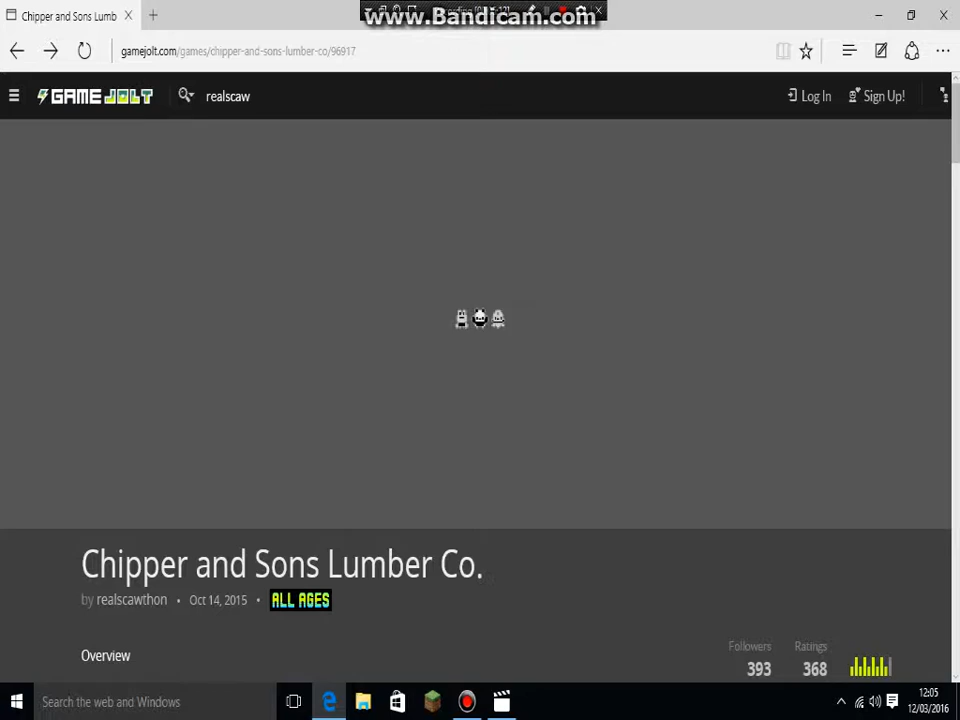 www.Bandicam.com
Chipper and Sons Lumb
gamejolt.com/games/chipper-and-sons-lumber-co/96917
GAME JOLT
realscaw
Log In
Sign Up!
Chipper and Sons Lumber Co.
by realscawthon • Oct 14, 2015 • ALL AGES
Overview
Followers
393
Ratings
368
Search the web and Windows
12:05
12/03/2016